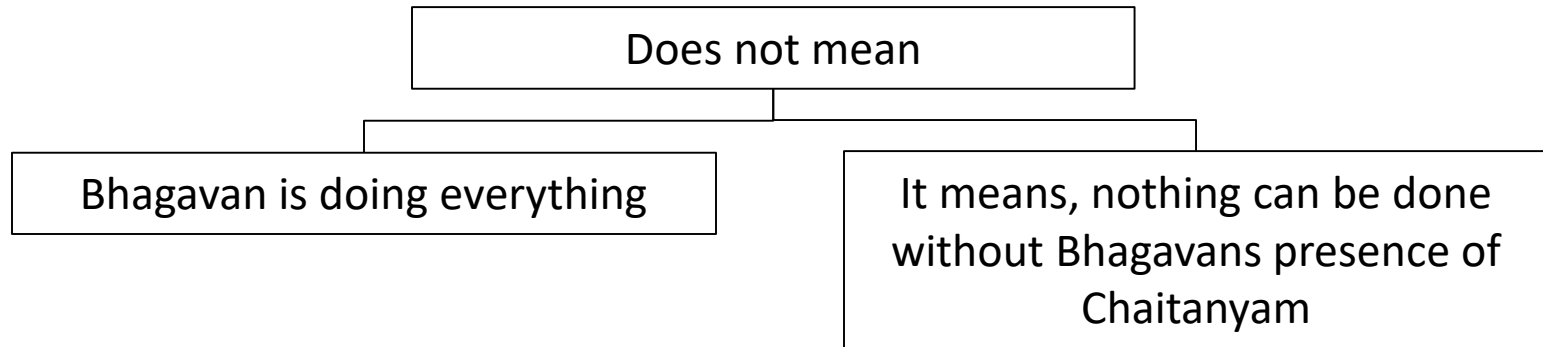 Does not mean
Bhagavan is doing everything
It means, nothing can be done
without Bhagavans presence of
Chaitanyam